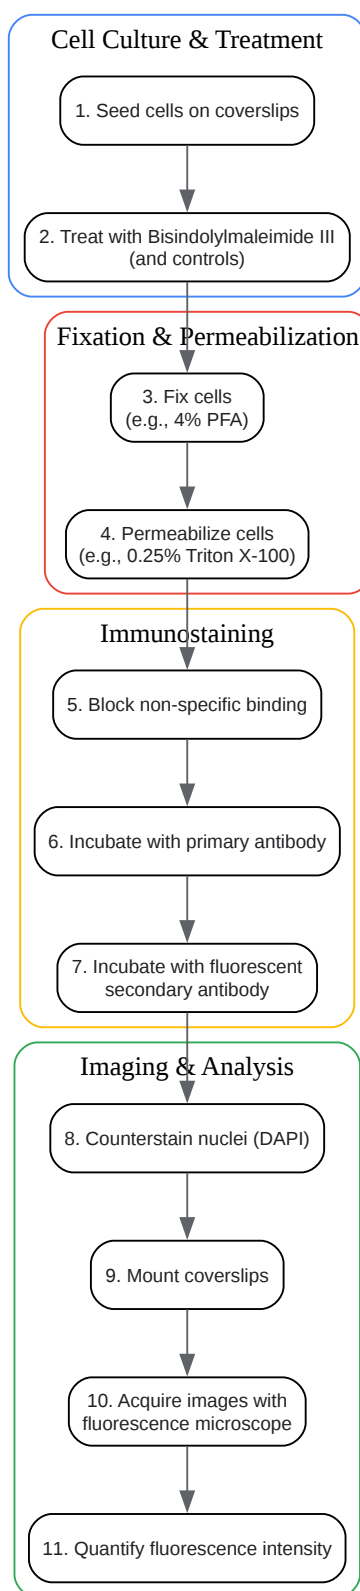 Cell Culture & Treatment
1. Seed cells on coverslips
2. Treat with Bisindolylmaleimide III
(and controls)
Fixation & Permeabilization
3. Fix cells
(e.g., 4% PFA)
4. Permeabilize cells
(e.g., 0.25% Triton X-100)
Immunostaining
5. Block non-specific binding
6. Incubate with primary antibody
7. Incubate with fluorescent
secondary antibody
Imaging & Analysis
8. Counterstain nuclei (DAPI)
9. Mount coverslips
10. Acquire images with
fluorescence microscope
11. Quantify fluorescence intensity